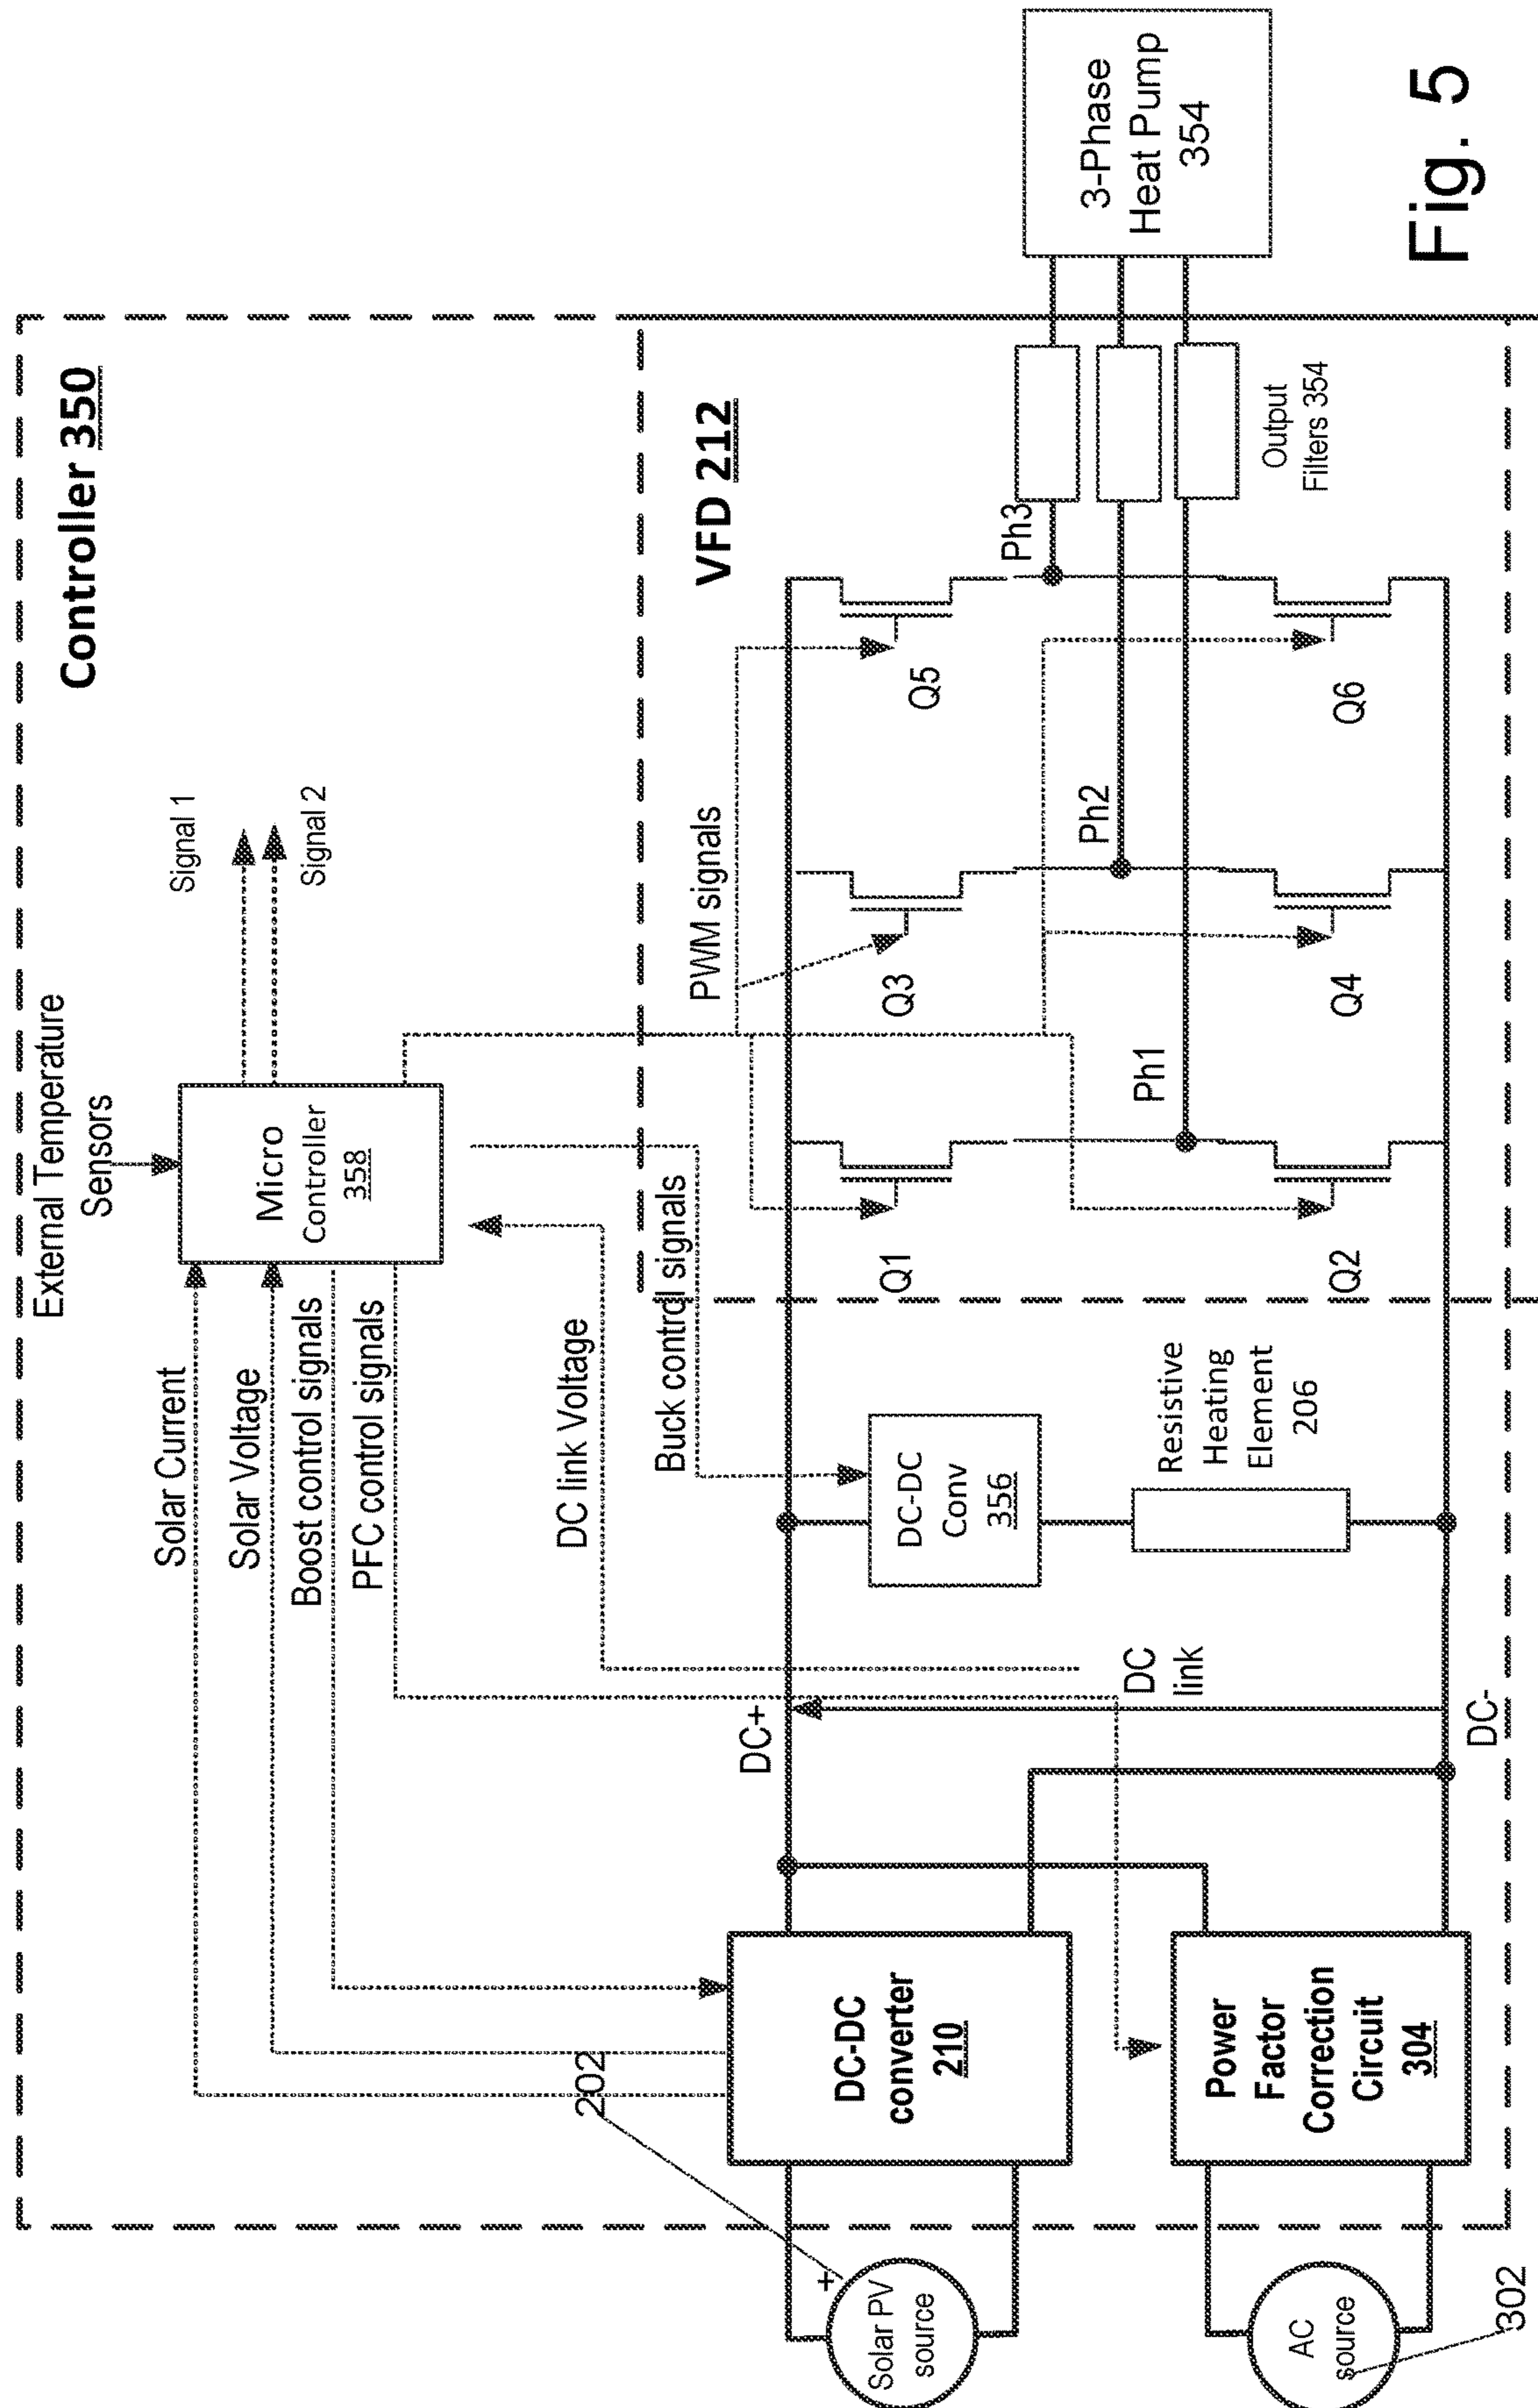 Controller 350
External Temperature
Sensors
Signal 1
Signal 2
Micro
Controller
358
Solar Current
Solar Voltage
Boost control signals
PFC control signals
DC link Voltage
Buck control signals
PWM signals
VFD 212
202
+
Solar PV
source
DC-DC
converter
210
DC+
DC
link
DC-
DC-DC
Conv
356
Resistive
Heating
Element
206
Q1
Q3
Q5
Ph1
Ph2
Ph3
Q2
Q4
Q6
Output
Filters 354
3-Phase
Heat Pump
354
AC
source
302
Power
Factor
Correction
Circuit
304
Fig. 5